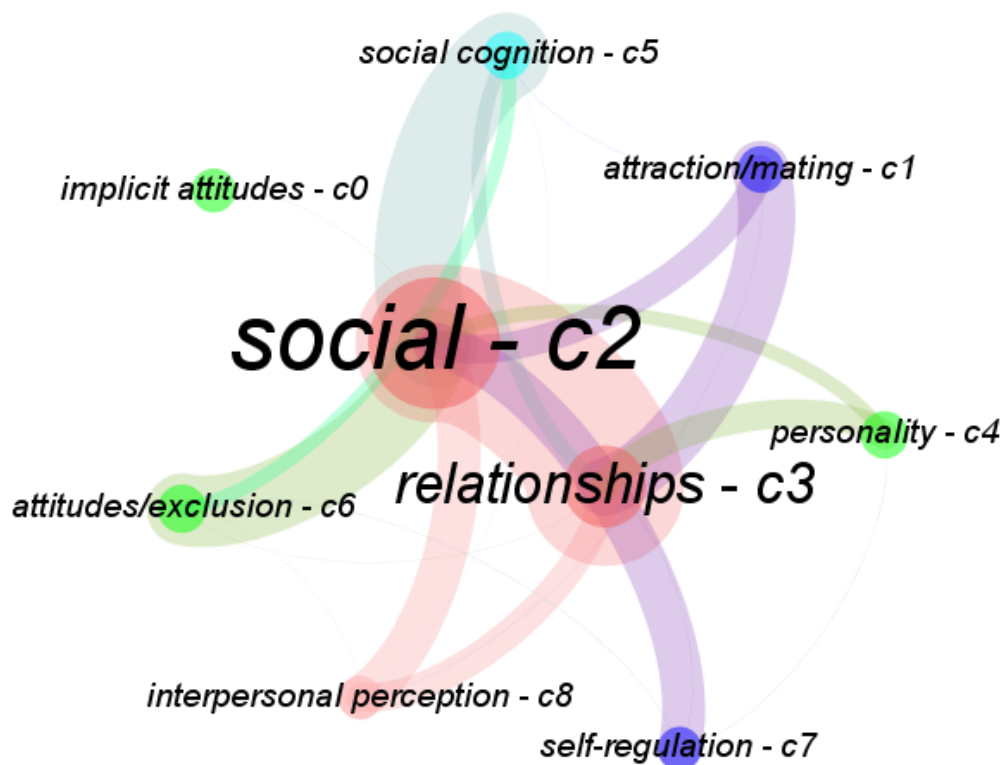 social cognition - c5
attraction/mating - c1
implicit attitudes - c0
social - c2
personality - c4
relationships - c3
attitudes/exclusion - c6
interpersonal perception - c8
self-regulation - c7